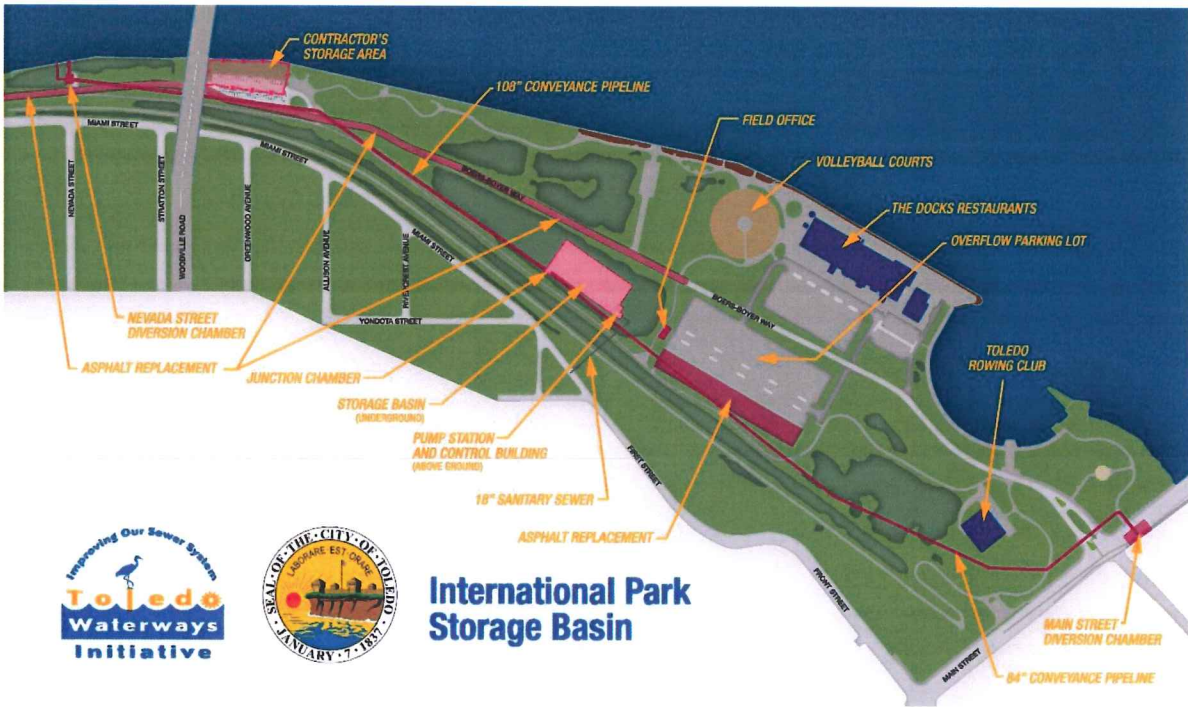 CONTRACTOR'S
STORAGE AREA
108" CONVEYANCE PIPELINE
FIELD OFFICE
VOLLEYBALL COURTS
THE DOCKS RESTAURANTS
OVERFLOW PARKING LOT
MIAMI STREET
MIAMI STREET
MIAMI STREET
NEVADA STREET
STRATTON STREET
WOODVILLE ROAD
GREENWOOD AVENUE
ALLISON AVENUE
YONDOTA STREET
BOERS-BOYER WAY
BOERS-BOYER WAY
NEVADA STREET
DIVERSION CHAMBER
ASPHALT REPLACEMENT
JUNCTION CHAMBER
STORAGE BASIN
(UNDERGROUND)
PUMP STATION
AND CONTROL BUILDING
(ABOVE GROUND)
18" SANITARY SEWER
ASPHALT REPLACEMENT
FIRST STREET
FRONT STREET
TOLEDO
ROWING CLUB
MAIN STREET
MAIN STREET
DIVERSION CHAMBER
84" CONVEYANCE PIPELINE
Improving Our Sewer System
Toledo
Waterways
Initiative
SEAL OF THE CITY OF TOLEDO
LABORARE EST ORARE
JANUARY 7 1837
International Park
Storage Basin